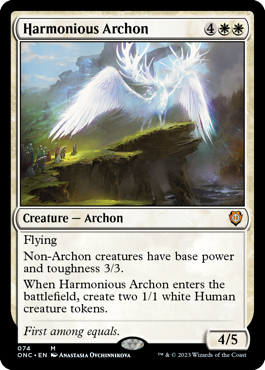 Harmonious Archon 4
Creature — Archon
Flying
Non-Archon creatures have base power
and toughness 3/3.
When Harmonious Archon enters the
battlefield, create two 1/1 white Human
creature tokens.
First among equals.
4/5
074 M
ONC • EN ANASTASIA OVCHINNIKOVA
™ & © 2023 Wizards of the Coast